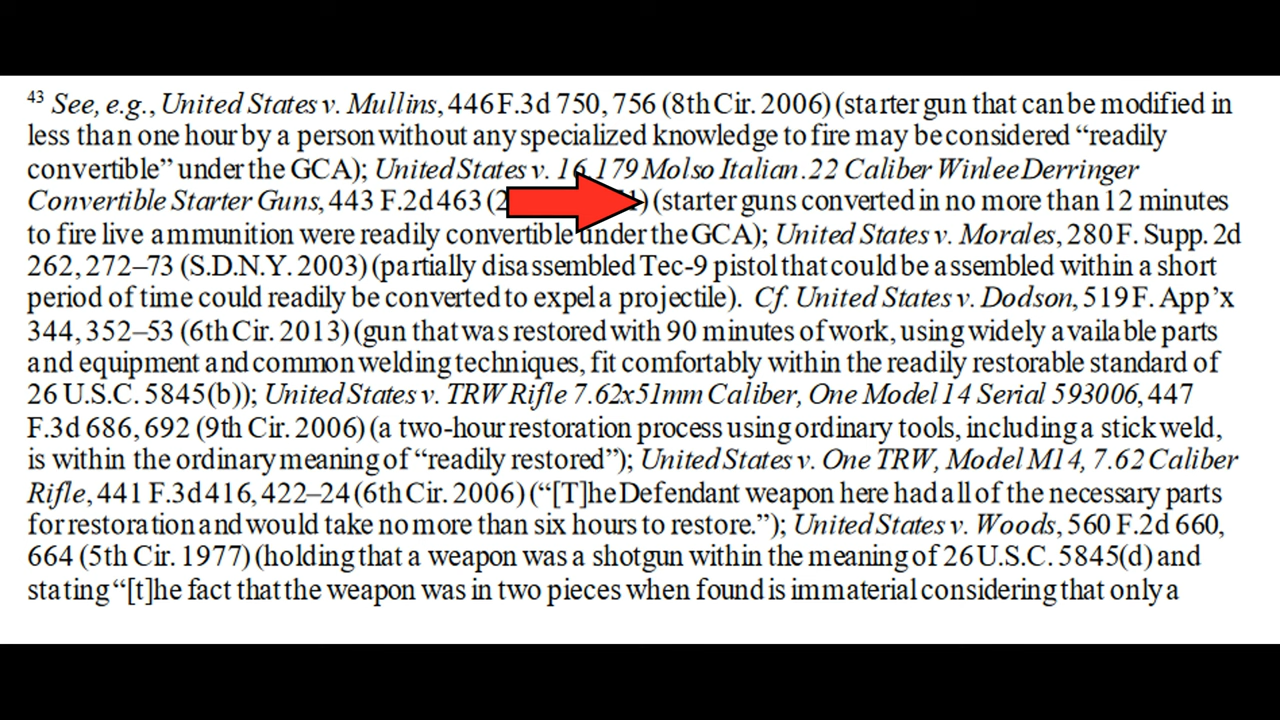 43 See, e.g., United States v. Mullins, 446 F.3d 750, 756 (8th Cir. 2006) (starter gun that can be modified in
less than one hour by a person without any specialized knowledge to fire may be considered “readily
convertible” under the GCA); United States v. 16,179 Molso Italian .22 Caliber Winlee Derringer
Convertible Starter Guns, 443 F.2d 463 (starter guns converted in no more than 12 minutes
to fire live ammunition were readily convertible under the GCA); United States v. Morales, 280 F. Supp. 2d
262, 272–73 (S.D.N.Y. 2003) (partially disassembled Tec-9 pistol that could be assembled within a short
period of time could readily be converted to expel a projectile). Cf. United States v. Dodson, 519 F. App’x
344, 352–53 (6th Cir. 2013) (gun that was restored with 90 minutes of work, using widely available parts
and equipment and common welding techniques, fit comfortably within the readily restorable standard of
26 U.S.C. 5845(b)); United States v. TRW Rifle 7.62x51mm Caliber, One Model 14 Serial 593006, 447
F.3d 686, 692 (9th Cir. 2006) (a two-hour restoration process using ordinary tools, including a stick weld,
is within the ordinary meaning of “readily restored”); United States v. One TRW, Model M14, 7.62 Caliber
Rifle, 441 F.3d 416, 422–24 (6th Cir. 2006) (“[T]he Defendant weapon here had all of the necessary parts
for restoration and would take no more than six hours to restore.”); United States v. Woods, 560 F.2d 660,
664 (5th Cir. 1977) (holding that a weapon was a shotgun within the meaning of 26 U.S.C. 5845(d) and
stating “[t]he fact that the weapon was in two pieces when found is immaterial considering that only a